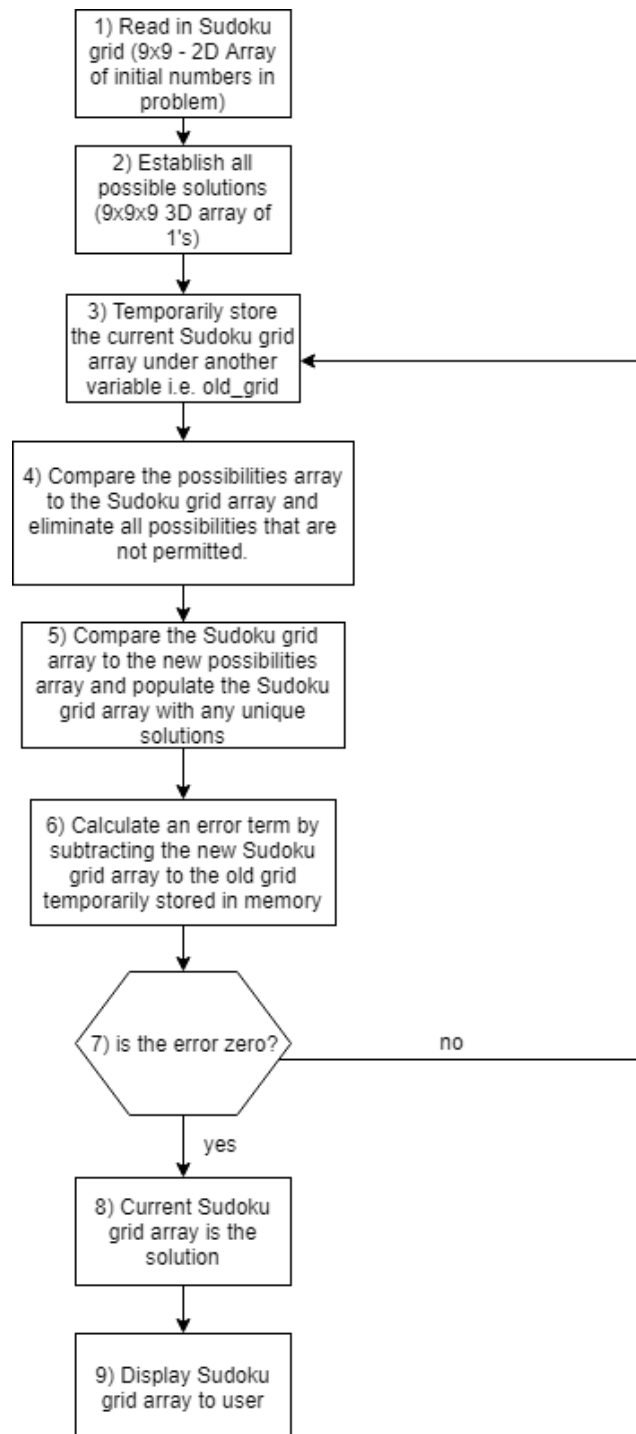 1) Read in Sudoku
grid (9x9 - 2D Array
of initial numbers in
problem)
2) Establish all
possible solutions
(9x9x9 3D array of
1's)
3) Temporarily store
the current Sudoku grid
array under another
variable i.e. old_grid
4) Compare the possibilities array
to the Sudoku grid array and
eliminate all possibilities that are
not permitted.
5) Compare the Sudoku grid
array to the new possibilities
array and populate the Sudoku
grid array with any unique
solutions
6) Calculate an error term by
subtracting the new Sudoku
grid array to the old grid
temporarily stored in memory
7) is the error zero?
no
yes
8) Current Sudoku
grid array is the
solution
9) Display Sudoku
grid array to user